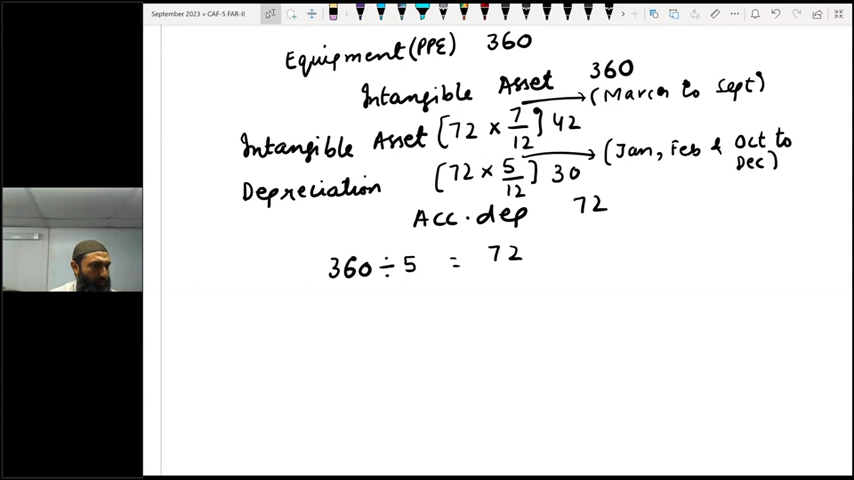 September 2023 » CAF-5 FAR-II
Equipment (PPE) 360
Intangible Asset 360
Intangible Asset [72 × 7/12] 42 → (March to Sept)
Depreciation [72 × 5/12] 30 → (Jan, Feb & Oct to Dec)
Acc. dep 72
360 ÷ 5 = 72